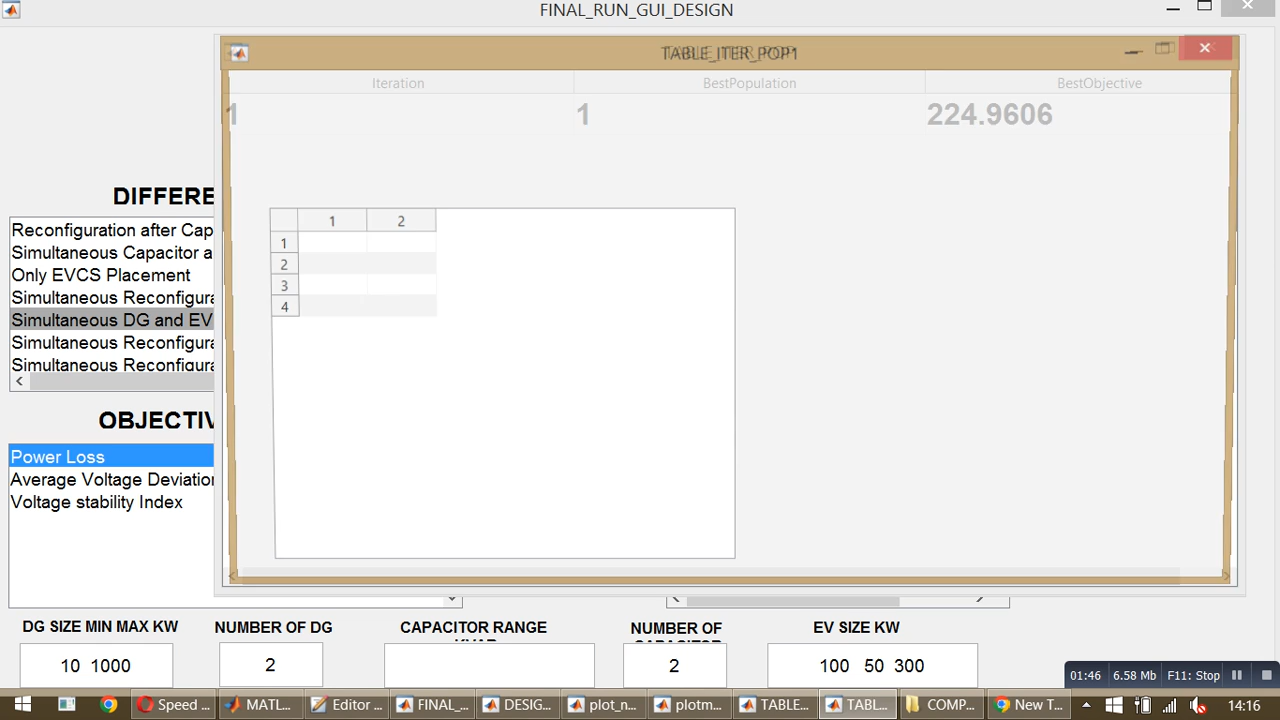 FINAL_RUN_GUI_DESIGN
TABLE_ITER_POP1
Iteration BestPopulation BestObjective
1 1 224.9606
DIFFERE
1 2
1
2
3
4
Reconfiguration after Cap
Simultaneous Capacitor a
Only EVCS Placement
Simultaneous Reconfigura
Simultaneous DG and EV
Simultaneous Reconfigura
Simultaneous Reconfigura
OBJECTIV
Power Loss
Average Voltage Deviation
Voltage stability Index
DG SIZE MIN MAX KW NUMBER OF DG CAPACITOR RANGE KVAR NUMBER OF CAPACITOR EV SIZE KW
10 1000 2 2 100 50 300
01:46 6.58 Mb F11: Stop
Speed ... MATL... Editor ... FINAL_... DESIG... plot_n... plotm... TABLE... TABL... COMP... New T... 14:16